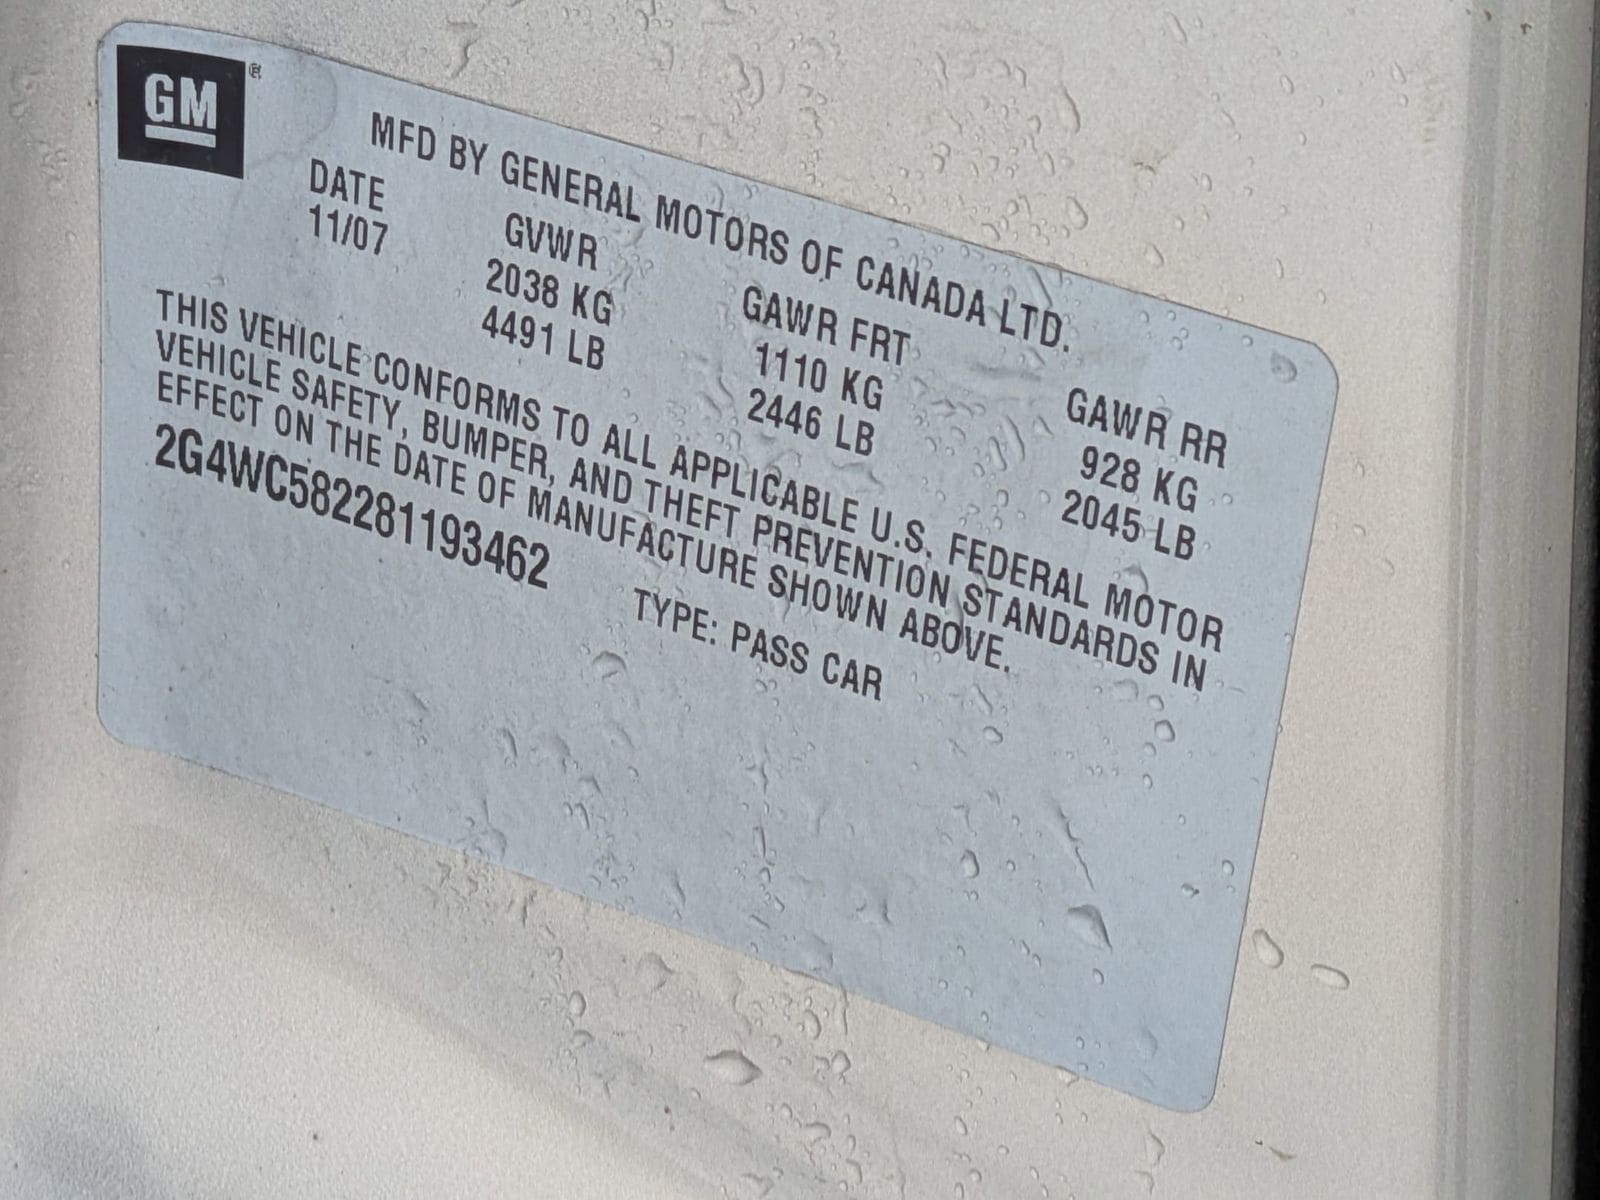 GM
MFD BY GENERAL MOTORS OF CANADA LTD.
DATE GVWR GAWR FRT GAWR RR
11/07 2038 KG 1110 KG 928 KG
4491 LB 2446 LB 2045 LB
THIS VEHICLE CONFORMS TO ALL APPLICABLE U.S. FEDERAL MOTOR
VEHICLE SAFETY, BUMPER, AND THEFT PREVENTION STANDARDS IN
EFFECT ON THE DATE OF MANUFACTURE SHOWN ABOVE.
2G4WC582281193462 TYPE: PASS CAR